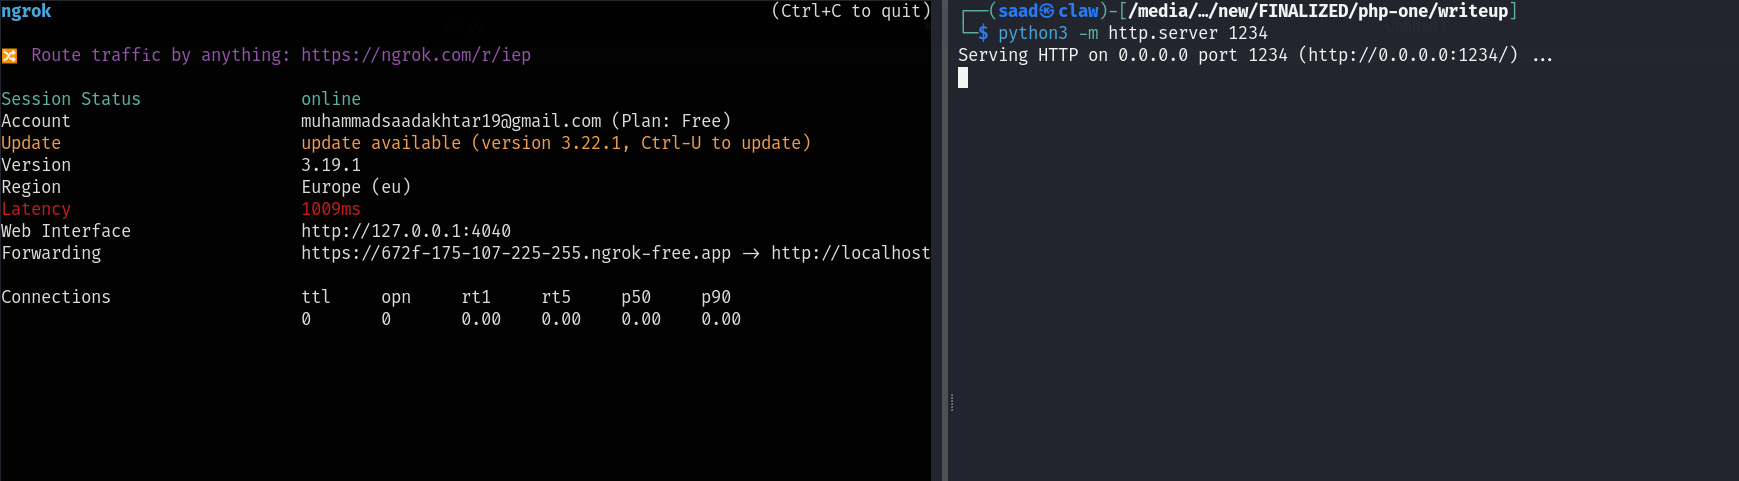 ngrok (Ctrl+C to quit)
🔀 Route traffic by anything: https://ngrok.com/r/iep
Session Status online
Account muhammadsaadakhtar19@gmail.com (Plan: Free)
Update update available (version 3.22.1, Ctrl-U to update)
Version 3.19.1
Region Europe (eu)
Latency 1009ms
Web Interface http://127.0.0.1:4040
Forwarding https://672f-175-107-225-255.ngrok-free.app -> http://localhost
Connections ttl opn rt1 rt5 p50 p90
0 0 0.00 0.00 0.00 0.00
┌──(saad㉿claw)-[/media/…/new/FINALIZED/php-one/writeup]
└─$ python3 -m http.server 1234
Serving HTTP on 0.0.0.0 port 1234 (http://0.0.0.0:1234/) ...